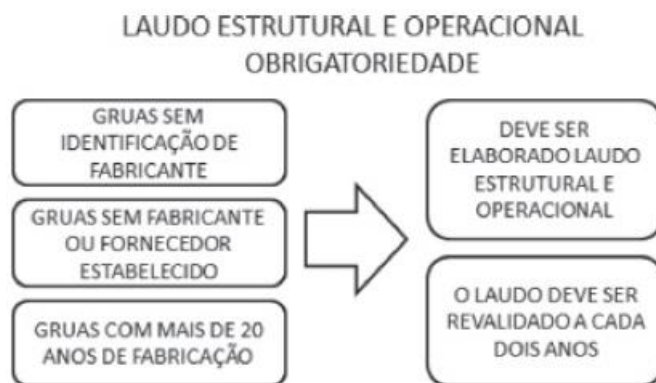 LAUDO ESTRUTURAL E OPERACIONAL
OBRIGATORIEDADE
GRUAS SEM
IDENTIFICAÇÃO DE
FABRICANTE
GRUAS SEM FABRICANTE
OU FORNECEDOR
ESTABELECIDO
GRUAS COM MAIS DE 20
ANOS DE FABRICAÇÃO
DEVE SER
ELABORADO LAUDO
ESTRUTURAL E
OPERACIONAL
O LAUDO DEVE SER
REVALIDADO A CADA
DOIS ANOS